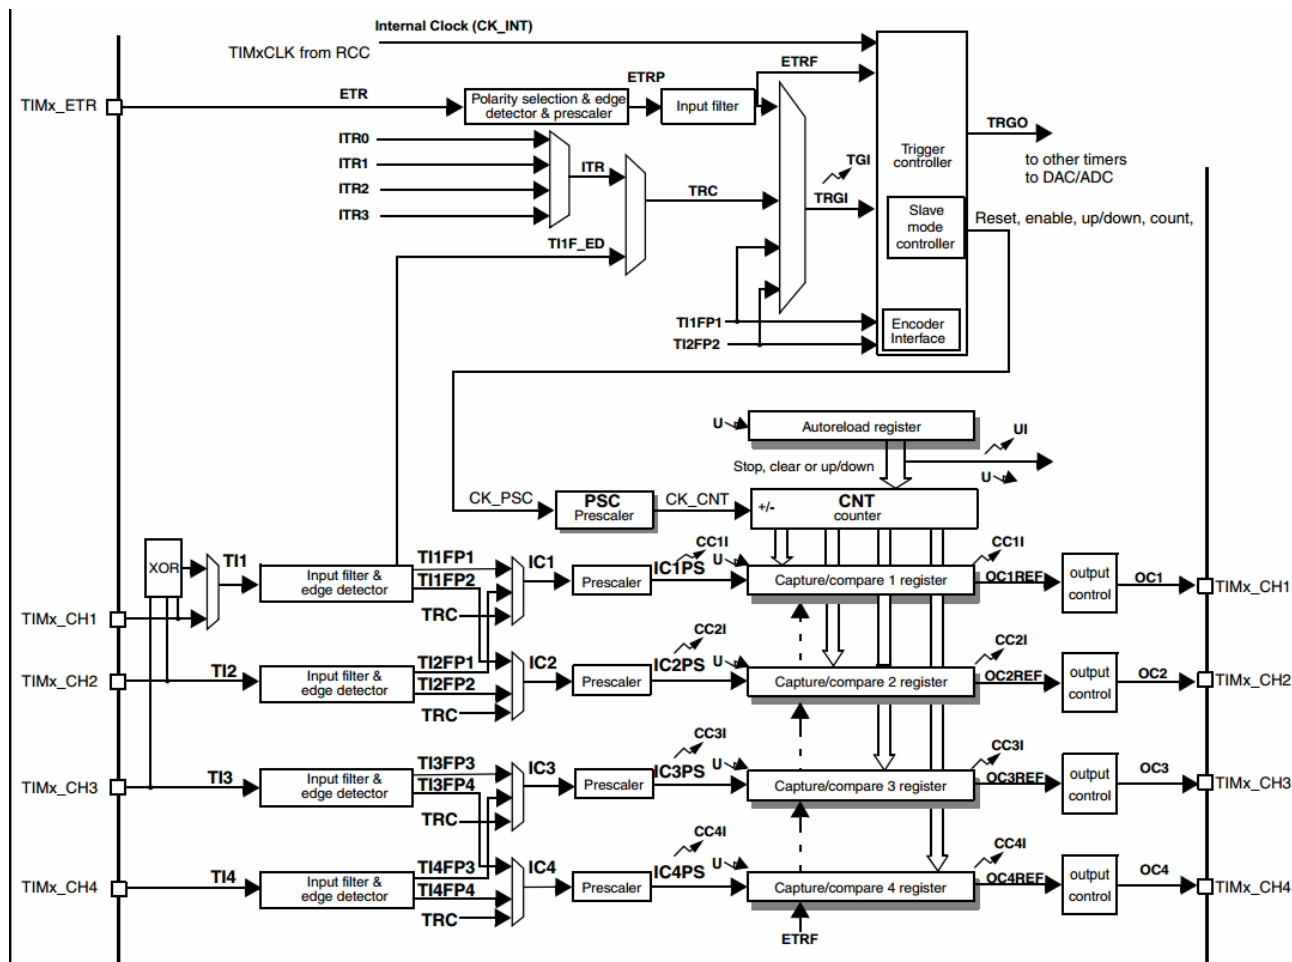 Internal Clock (CK_INT)
TIMxCLK from RCC
ETRF
ETRP
TIMx_ETR
ETR
Polarity selection & edge
detector & prescaler
Input filter
ITR0
ITR1
ITR2
ITR3
ITR
TRC
TI1F_ED
TGI
TRGI
Trigger
controller
TRGO
to other timers
to DAC/ADC
Slave
mode
controller
Reset, enable, up/down, count,
TI1FP1
TI2FP2
Encoder
Interface
U
Autoreload register
UI
Stop, clear or up/down
U
CK_PSC
PSC
Prescaler
CK_CNT
+/-
CNT
counter
XOR
TI1
Input filter &
edge detector
TI1FP1
TI1FP2
TRC
IC1
Prescaler
IC1PS
CC1I
U
Capture/compare 1 register
CC1I
OC1REF
output
control
OC1
TIMx_CH1
TIMx_CH1
TIMx_CH2
TI2
Input filter &
edge detector
TI2FP1
TI2FP2
TRC
IC2
Prescaler
CC2I
IC2PS
U
Capture/compare 2 register
CC2I
OC2REF
output
control
OC2
TIMx_CH2
TIMx_CH3
TI3
Input filter &
edge detector
TI3FP3
TI3FP4
TRC
IC3
Prescaler
CC3I
IC3PS
U
Capture/compare 3 register
CC3I
OC3REF
output
control
OC3
TIMx_CH3
TIMx_CH4
TI4
Input filter &
edge detector
TI4FP3
TI4FP4
TRC
IC4
Prescaler
CC4I
IC4PS
U
Capture/compare 4 register
CC4I
OC4REF
output
control
OC4
TIMx_CH4
ETRF